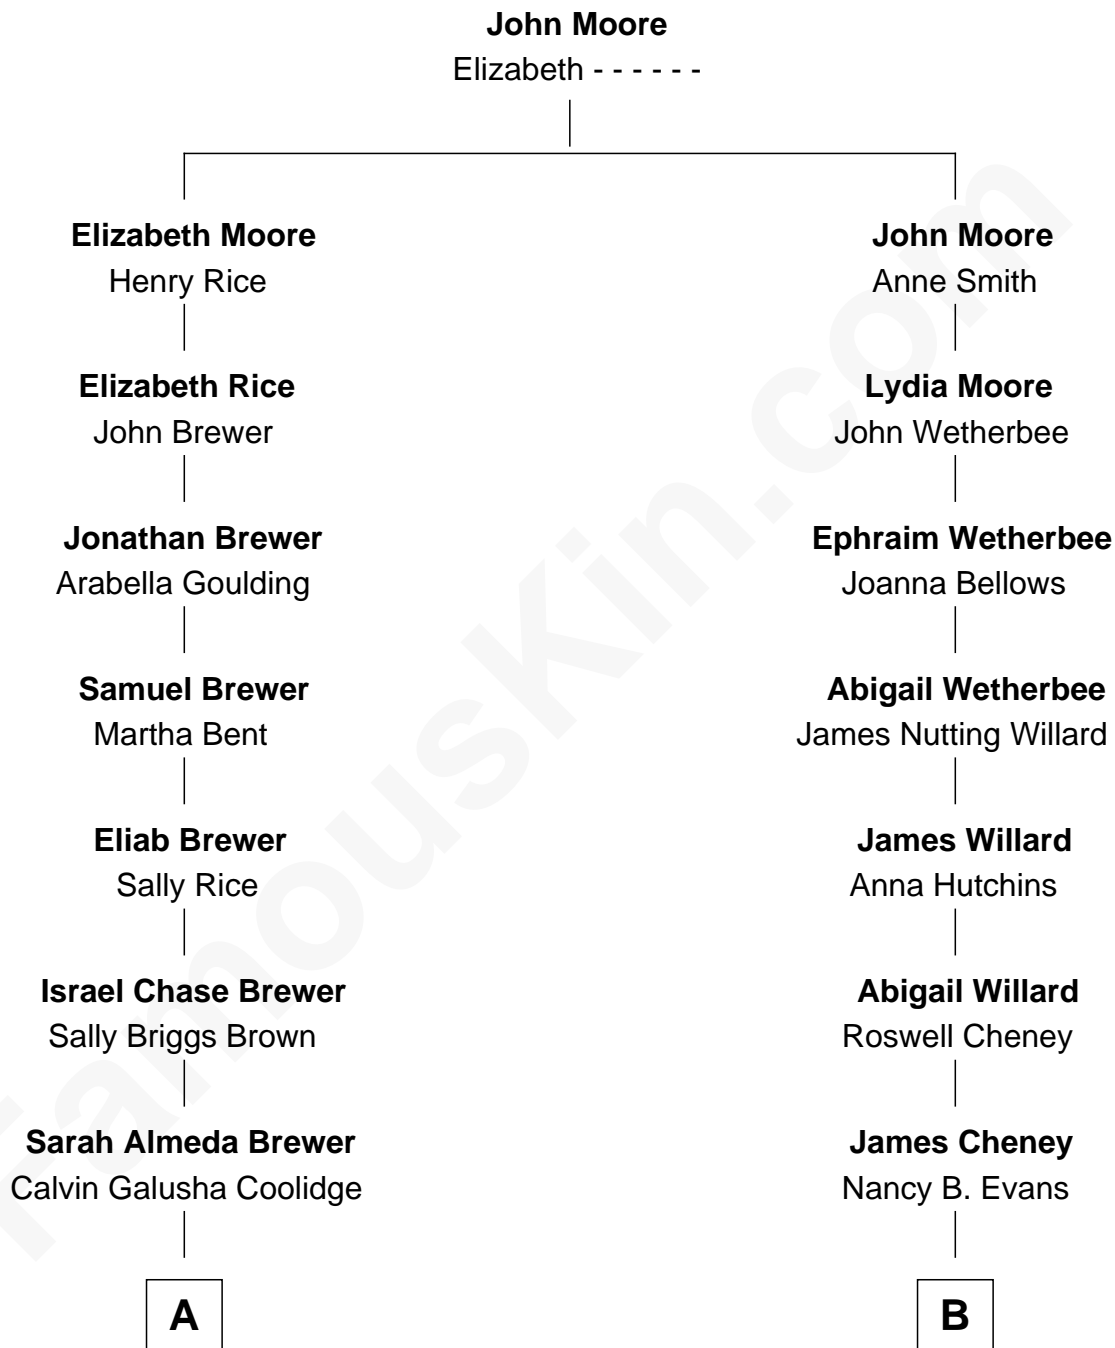 John Moore
Elizabeth - - - - - -
Elizabeth Moore
Henry Rice
John Moore
Anne Smith
Elizabeth Rice
John Brewer
Lydia Moore
John Wetherbee
Jonathan Brewer
Arabella Goulding
Ephraim Wetherbee
Joanna Bellows
Samuel Brewer
Martha Bent
Abigail Wetherbee
James Nutting Willard
Eliab Brewer
Sally Rice
James Willard
Anna Hutchins
Israel Chase Brewer
Sally Briggs Brown
Abigail Willard
Roswell Cheney
Sarah Almeda Brewer
Calvin Galusha Coolidge
James Cheney
Nancy B. Evans
A
B
FamousKin.com